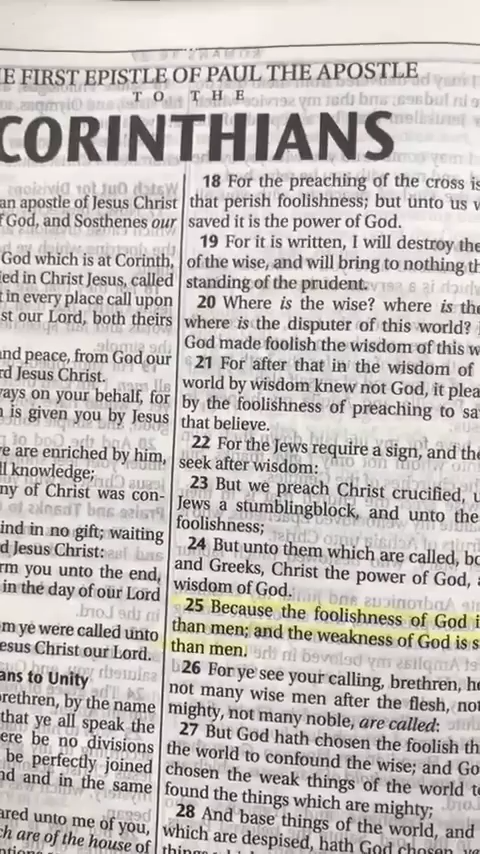 E FIRST EPISTLE OF PAUL THE APOSTLE
TO THE
CORINTHIANS
an apostle of Jesus Christ
f God, and Sosthenes our
God which is at Corinth,
ied in Christ Jesus, called
t in every place call upon
st our Lord, both theirs
and peace, from God our
rd Jesus Christ.
ays on your behalf, for
h is given you by Jesus
e are enriched by him,
ll knowledge;
ny of Christ was con-
ind in no gift; waiting
d Jesus Christ:
rm you unto the end,
in the day of our Lord
m ye were called unto
esus Christ our Lord.
ans to Unity
rethren, by the name
that ye all speak the
ere be no divisions
be perfectly joined
nd and in the same
ared unto me of you,
ch are of the house of
18 For the preaching of the cross is
that perish foolishness; but unto us w
saved it is the power of God.
19 For it is written, I will destroy the
of the wise, and will bring to nothing th
standing of the prudent.
20 Where is the wise? where is the
where is the disputer of this world?
God made foolish the wisdom of this w
21 For after that in the wisdom of
world by wisdom knew not God, it plea
by the foolishness of preaching to sa
that believe.
22 For the Jews require a sign, and the
seek after wisdom:
23 But we preach Christ crucified, u
Jews a stumblingblock, and unto the
foolishness;
24 But unto them which are called, bo
and Greeks, Christ the power of God, a
wisdom of God.
25 Because the foolishness of God i
than men; and the weakness of God is s
than men.
26 For ye see your calling, brethren, h
not many wise men after the flesh, no
mighty, not many noble, are called:
27 But God hath chosen the foolish th
the world to confound the wise; and Go
chosen the weak things of the world t
found the things which are mighty;
28 And base things of the world, and
which are despised, hath God chosen, ye